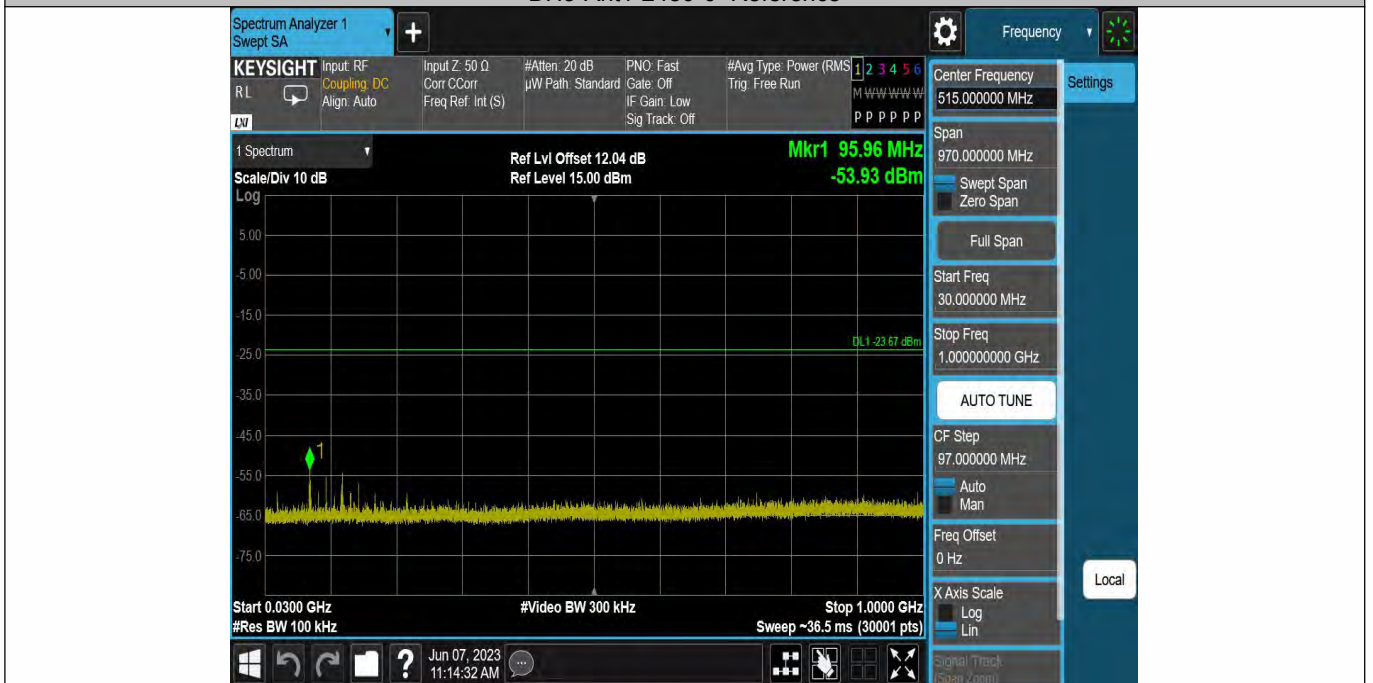 Spectrum Analyzer 1
Swept SA
+
Frequency
KEYSIGHT
RL
LXI
Input: RF
Coupling: DC
Align: Auto
Input Z: 50 Ω
Corr CCorr
Freq Ref: Int (S)
#Atten: 20 dB
µW Path: Standard
PNO: Fast
Gate: Off
IF Gain: Low
Sig Track: Off
#Avg Type: Power (RMS
Trig: Free Run
1 2 3 4 5 6
M W W W W W
P P P P P P
1 Spectrum
Scale/Div 10 dB
Ref Lvl Offset 12.04 dB
Ref Level 15.00 dBm
Mkr1 95.96 MHz
-53.93 dBm
Log
5.00
-5.00
-15.0
DL1 -23.67 dBm
-25.0
-35.0
-45.0
1
-55.0
-65.0
-75.0
Start 0.0300 GHz
#Video BW 300 kHz
Stop 1.0000 GHz
#Res BW 100 kHz
Sweep ~36.5 ms (30001 pts)
?
Jun 07, 2023
11:14:32 AM
Center Frequency
515.000000 MHz
Settings
Span
970.000000 MHz
Swept Span
Zero Span
Full Span
Start Freq
30.000000 MHz
Stop Freq
1.000000000 GHz
AUTO TUNE
CF Step
97.000000 MHz
Auto
Man
Freq Offset
0 Hz
X Axis Scale
Log
Lin
Local
Signal Track
(Span Zoom)